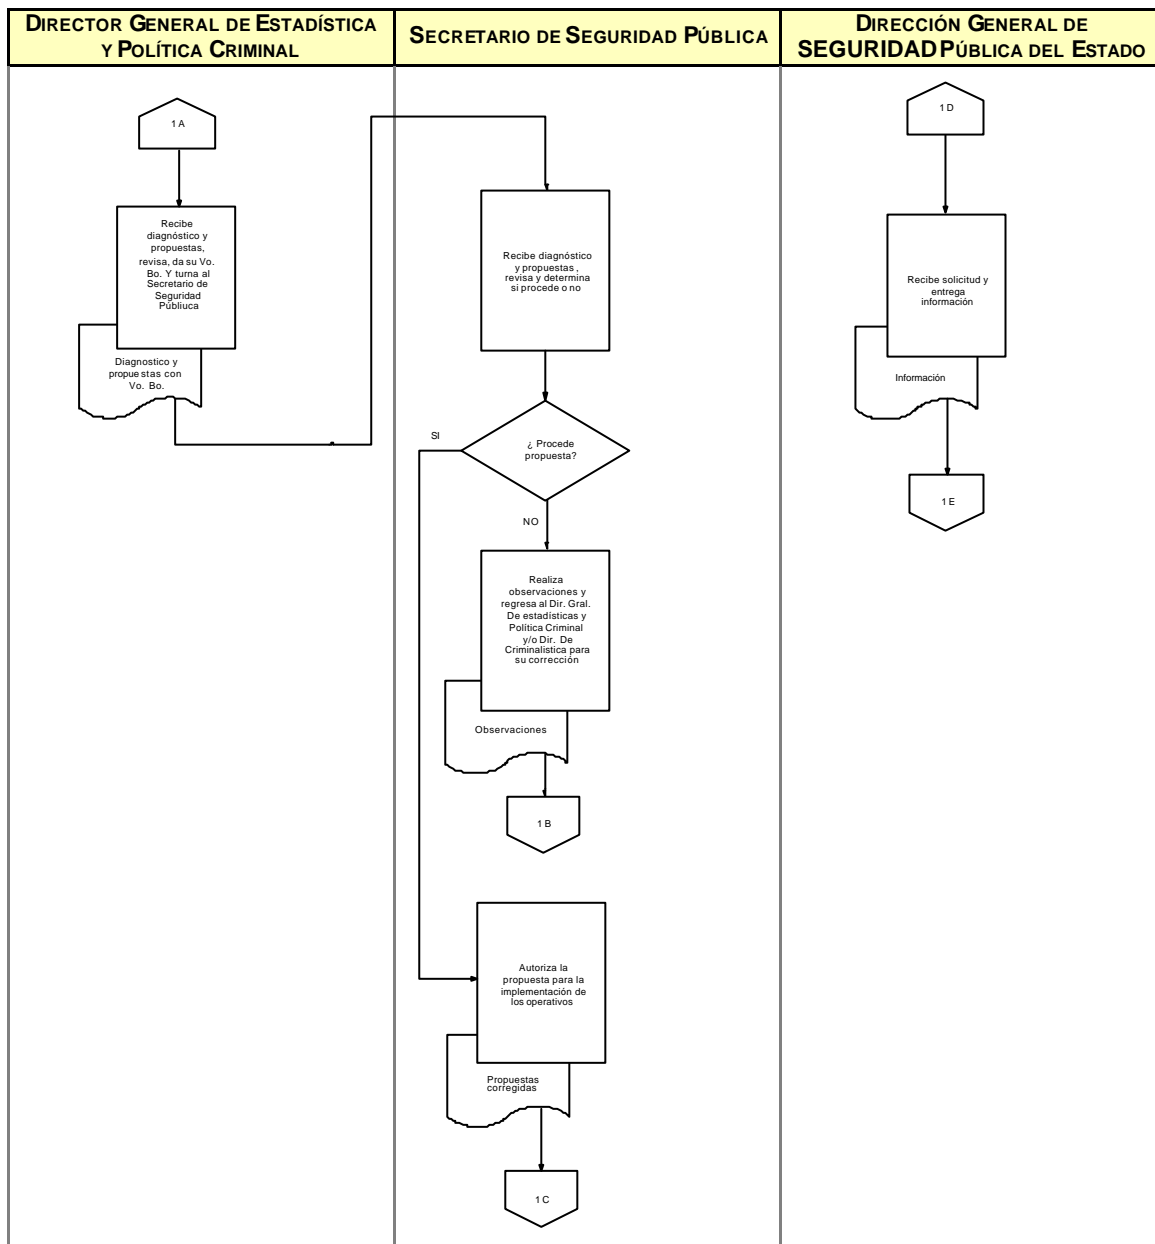 DIRECTOR GENERAL DE ESTADÍSTICA
Y POLÍTICA CRIMINAL
SECRETARIO DE SEGURIDAD PÚBLICA
DIRECCIÓN GENERAL DE
SEGURIDAD PÚBLICA DEL ESTADO
1 A
Recibe
diagnóstico y
propuestas,
revisa, da su Vo.
Bo. Y turna al
Secretario de
Seguridad
Públiuca
Diagnostico y
propuestas con
Vo. Bo.
Recibe diagnóstico
y propuestas ,
revisa y determina
si procede o no
¿ Procede
propuesta?
SI
NO
Realiza
observaciones y
regresa al Dir. Gral.
De estadísticas y
Política Criminal
y/o Dir. De
Criminalistica para
su corrección
Observaciones
1 B
Autoriza la
propuesta para la
implementación de
los operativos
Propuestas
corregidas
1 C
1 D
Recibe solicitud y
entrega
información
Información
1 E